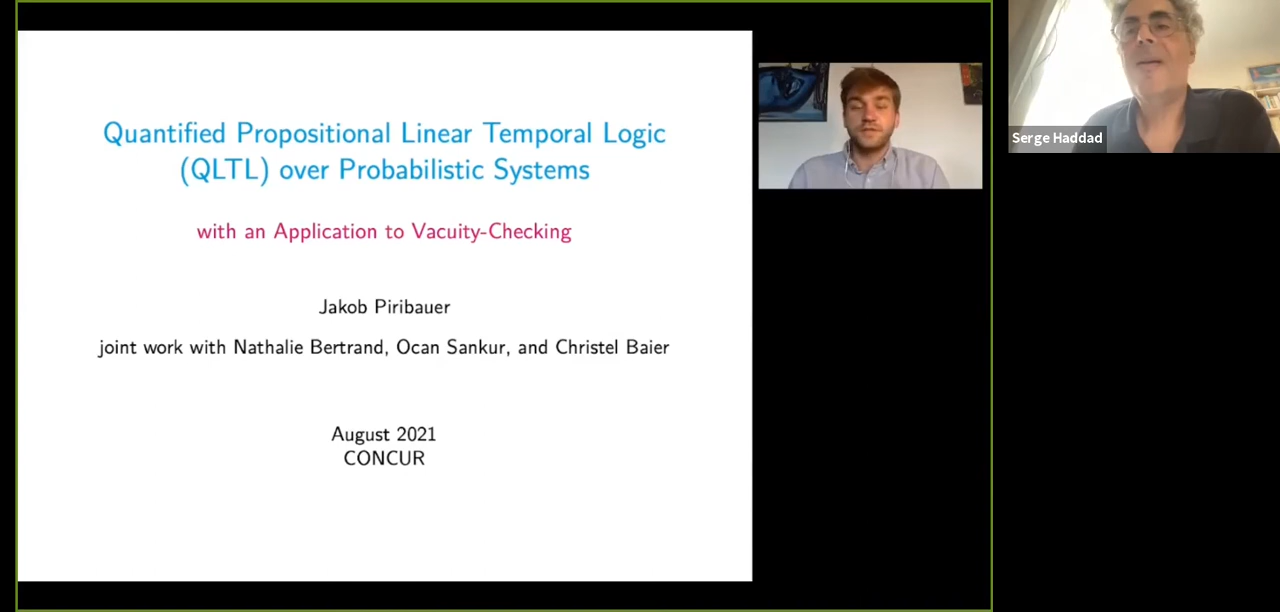 Quantified Propositional Linear Temporal Logic
(QLTL) over Probabilistic Systems
with an Application to Vacuity-Checking
Jakob Piribauer
joint work with Nathalie Bertrand, Ocan Sankur, and Christel Baier
August 2021
CONCUR
Serge Haddad